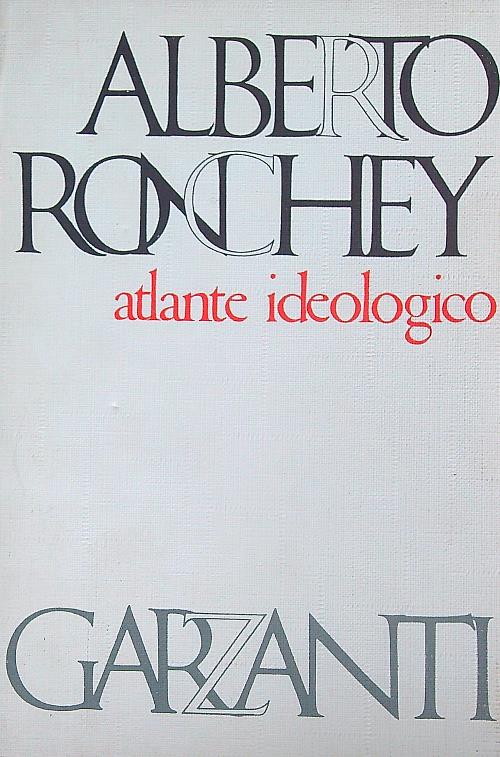 ALBERTO
RONCHEY
atlante ideologico
GARZANTI